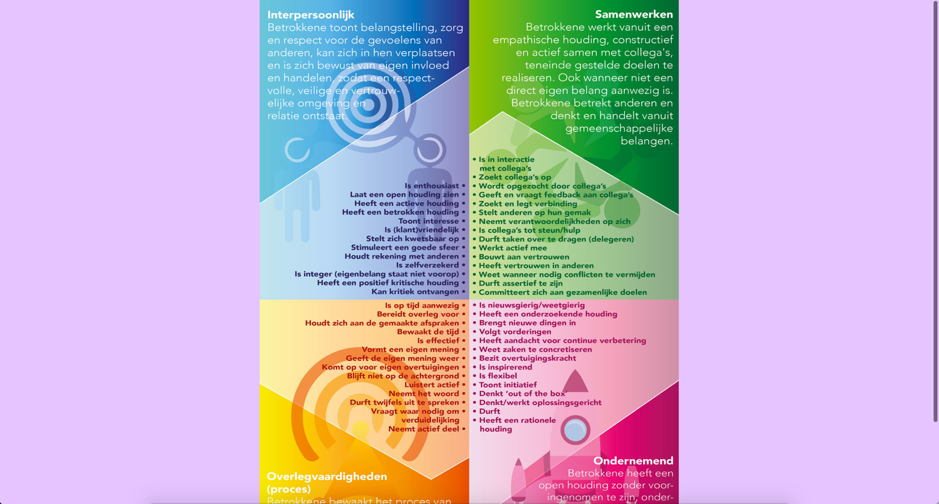 Interpersoonlijk
Betrokkene toont belangstelling, zorg
en respect voor de gevoelens van
anderen, kan zich in hen verplaatsen
en is zich bewust van eigen invloed
en handelen, zodat een respect-
volle, veilige en vertrouw-
elijke omgeving en
relatie ontstaat.
Is enthousiast •
Laat een open houding zien •
Heeft een actieve houding •
Heeft een betrokken houding •
Toont interesse •
Is (klant)vriendelijk •
Stelt zich kwetsbaar op •
Stimuleert een goede sfeer •
Houdt rekening met anderen •
Is zelfverzekerd •
Is integer (eigenbelang staat niet voorop) •
Heeft een positief kritische houding •
Kan kritiek ontvangen •
Samenwerken
Betrokkene werkt vanuit een
empathische houding, constructief
en actief samen met collega's,
teneinde gestelde doelen te
realiseren. Ook wanneer niet een
direct eigen belang aanwezig is.
Betrokkene betrekt anderen en
denkt en handelt vanuit
gemeenschappelijke
belangen.
• Is in interactie
met collega's
• Zoekt collega's op
• Wordt opgezocht door collega's
• Geeft en vraagt feedback aan collega's
• Zoekt en legt verbinding
• Stelt anderen op hun gemak
• Neemt verantwoordelijkheden op zich
• Is collega's tot steun/hulp
• Durft taken over te dragen (delegeren)
• Werkt actief mee
• Bouwt aan vertrouwen
• Heeft vertrouwen in anderen
• Weet wanneer nodig conflicten te vermijden
• Durft assertief te zijn
• Committeert zich aan gezamenlijke doelen
Is op tijd aanwezig •
Bereidt overleg voor •
Houdt zich aan de gemaakte afspraken •
Bewaakt de tijd •
Is effectief •
Vormt een eigen mening •
Geeft de eigen mening weer •
Komt op voor eigen overtuigingen •
Blijft niet op de achtergrond •
Luistert actief •
Neemt het woord •
Durft twijfels uit te spreken •
Vraagt waar nodig om •
verduidelijking
Neemt actief deel •
Overlegvaardigheden
(proces)
Betrokkene bewaakt het proces van
• Is nieuwsgierig/weetgierig
• Heeft een onderzoekende houding
• Brengt nieuwe dingen in
• Volgt vorderingen
• Heeft aandacht voor continue verbetering
• Weet zaken te concretiseren
• Bezit overtuigingskracht
• Is inspirerend
• Is flexibel
• Toont initiatief
• Denkt 'out of the box'
• Denkt/werkt oplossingsgericht
• Durft
• Heeft een rationele
houding
Ondernemend
Betrokkene heeft een
open houding zonder voor-
ingenomen te zijn, onder-